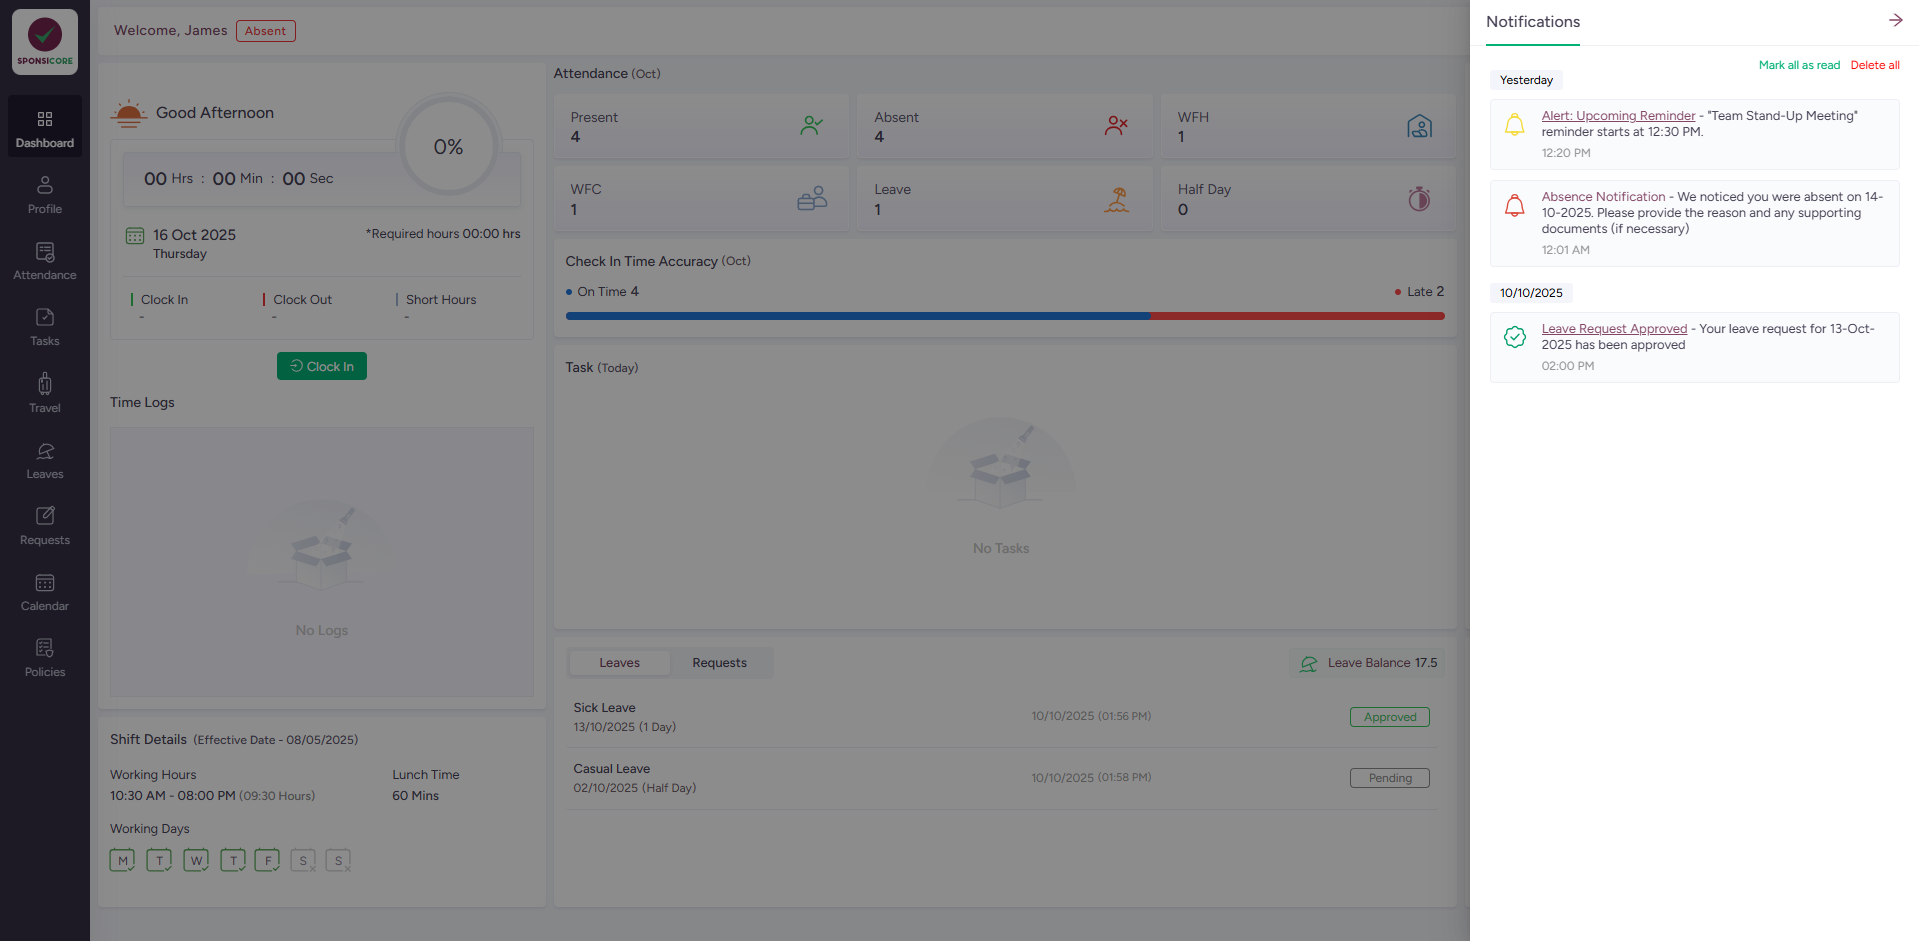 SPONSICORE
Dashboard
Profile
Attendance
Tasks
Travel
Leaves
Requests
Calendar
Policies
Welcome, James Absent
Good Afternoon
0%
00 Hrs : 00 Min : 00 Sec
16 Oct 2025
Thursday
*Required hours 00:00 hrs
Clock In Clock Out Short Hours
- - -
Clock In
Time Logs
No Logs
Shift Details (Effective Date - 08/05/2025)
Working Hours Lunch Time
10:30 AM - 08:00 PM (09:30 Hours) 60 Mins
Working Days
M T W T F S S
Attendance (Oct)
Present
4
Absent
4
WFH
1
WFC
1
Leave
1
Half Day
0
Check In Time Accuracy (Oct)
On Time 4 Late 2
Task (Today)
No Tasks
Leaves Requests Leave Balance 17.5
Sick Leave
13/10/2025 (1 Day)
10/10/2025 (01:56 PM)
Approved
Casual Leave
02/10/2025 (Half Day)
10/10/2025 (01:58 PM)
Pending
Notifications
Mark all as read Delete all
Yesterday
Alert: Upcoming Reminder - "Team Stand-Up Meeting"
reminder starts at 12:30 PM.
12:20 PM
Absence Notification - We noticed you were absent on 14-
10-2025. Please provide the reason and any supporting
documents (if necessary)
12:01 AM
10/10/2025
Leave Request Approved - Your leave request for 13-Oct-
2025 has been approved
02:00 PM